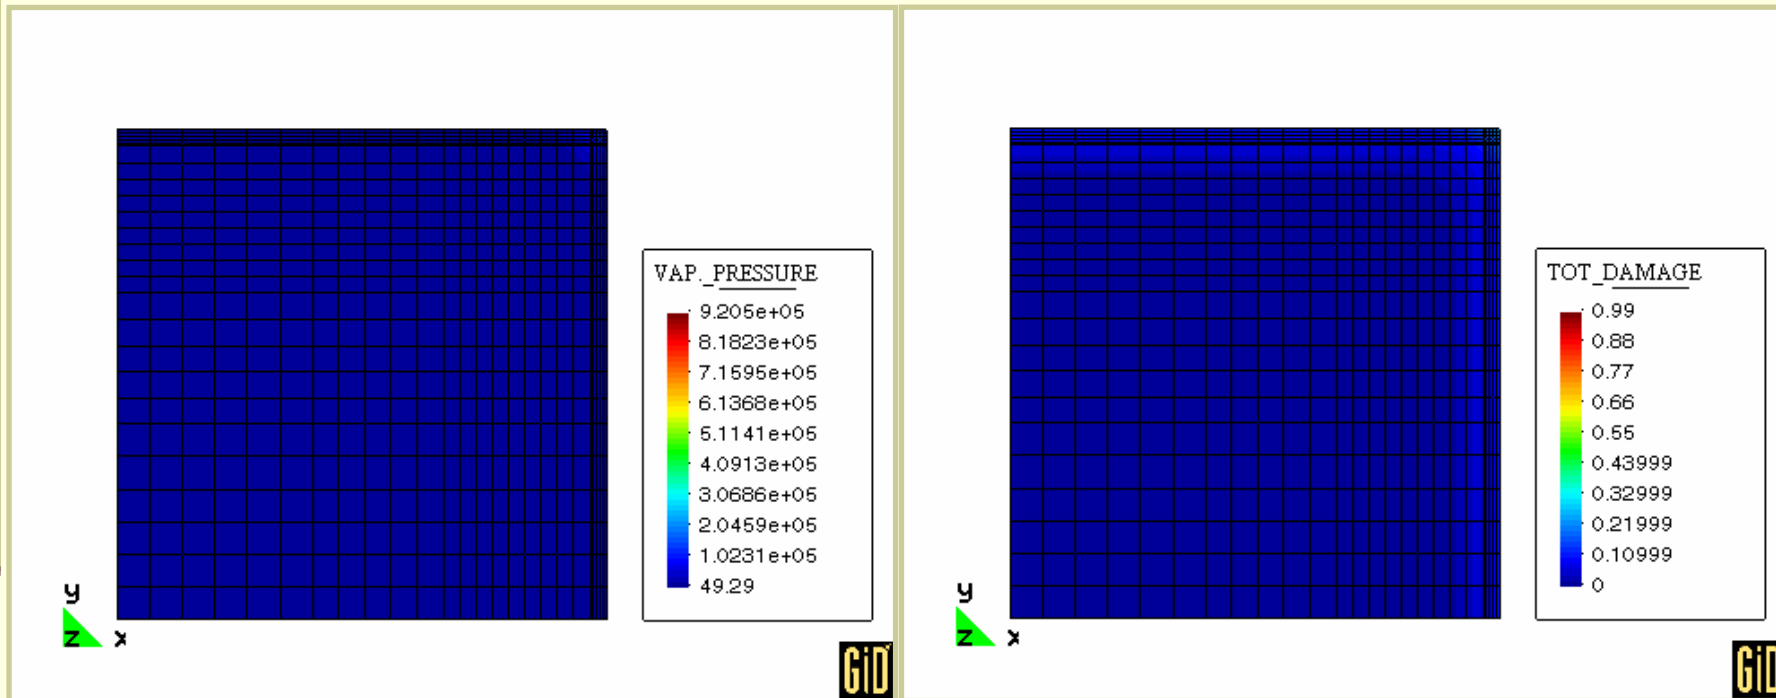 VAP._PRESSURE
9.205e+05
8.1823e+05
7.1595e+05
6.1368e+05
5.1141e+05
4.0913e+05
3.0686e+05
2.0459e+05
1.0231e+05
49.29
y
z x
GiD
TOT_DAMAGE
0.99
0.88
0.77
0.66
0.55
0.43999
0.32999
0.21999
0.10999
0
y
z x
GiD